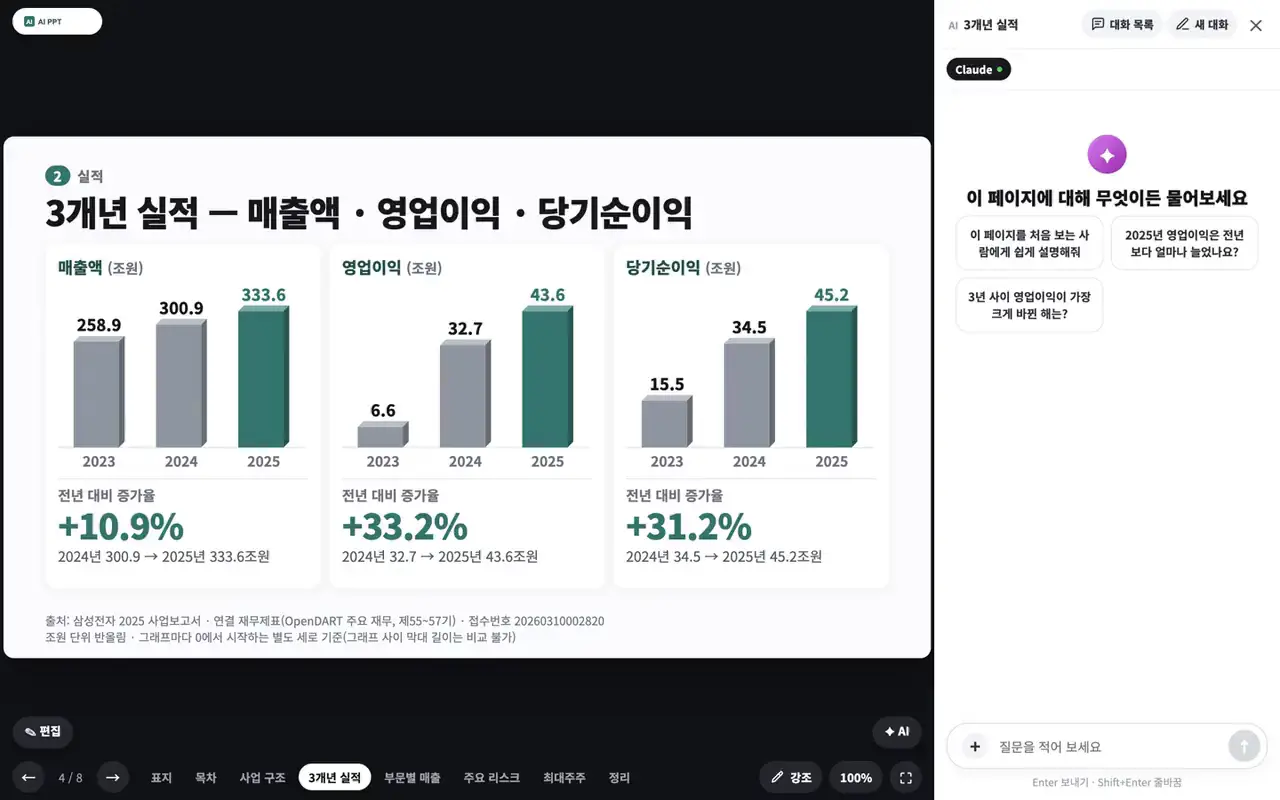 AI AI PPT
2 실적
3개년 실적 — 매출액 · 영업이익 · 당기순이익
매출액 (조원)
258.9
300.9
333.6
2023 2024 2025
전년 대비 증가율
+10.9%
2024년 300.9 → 2025년 333.6조원
영업이익 (조원)
6.6
32.7
43.6
2023 2024 2025
전년 대비 증가율
+33.2%
2024년 32.7 → 2025년 43.6조원
당기순이익 (조원)
15.5
34.5
45.2
2023 2024 2025
전년 대비 증가율
+31.2%
2024년 34.5 → 2025년 45.2조원
출처: 삼성전자 2025 사업보고서 · 연결 재무제표(OpenDART 주요 재무, 제55~57기) · 접수번호 20260310002820
조원 단위 반올림 · 그래프마다 0에서 시작하는 별도 세로 기준(그래프 사이 막대 길이는 비교 불가)
✎ 편집
✦ AI
← 4 / 8 → 표지 목차 사업 구조 3개년 실적 부문별 매출 주요 리스크 최대주주 정리 강조 100%
AI 3개년 실적 대화 목록 새 대화
Claude
이 페이지에 대해 무엇이든 물어보세요
이 페이지를 처음 보는 사
람에게 쉽게 설명해줘
2025년 영업이익은 전년
보다 얼마나 늘었나요?
3년 사이 영업이익이 가장
크게 바뀐 해는?
+ 질문을 적어 보세요
Enter 보내기 · Shift+Enter 줄바꿈